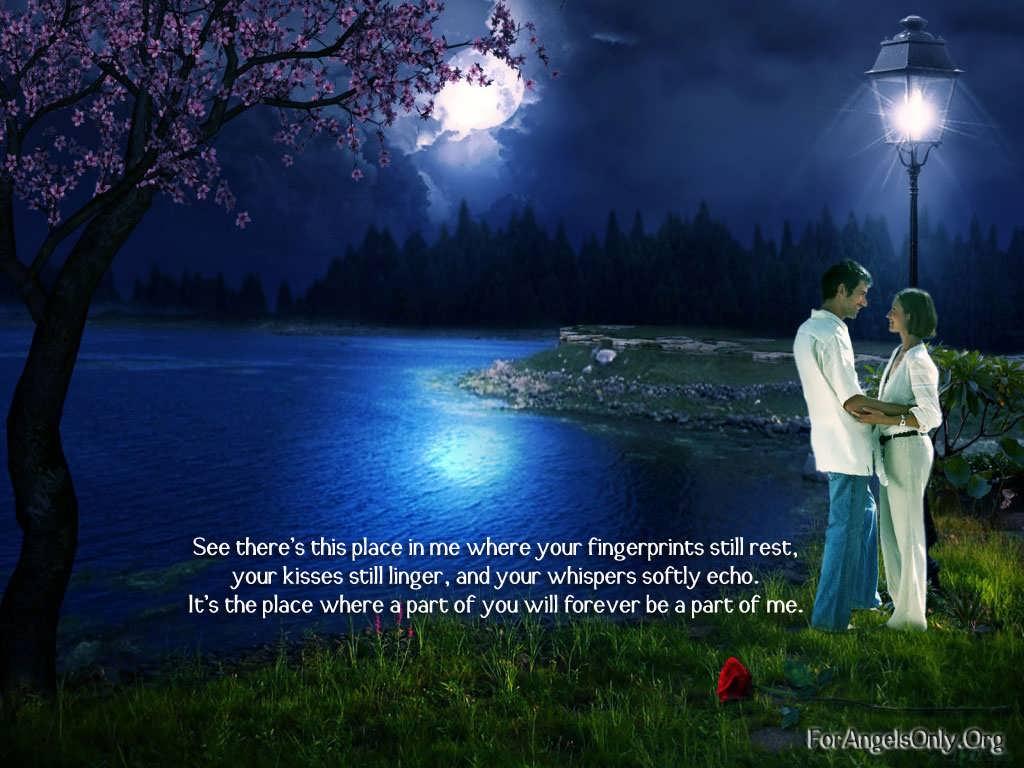 See there's this place in me where your fingerprints still rest,
your kisses still linger, and your whispers softly echo.
It's the place where a part of you will forever be a part of me.
ForAngelsOnly.Org